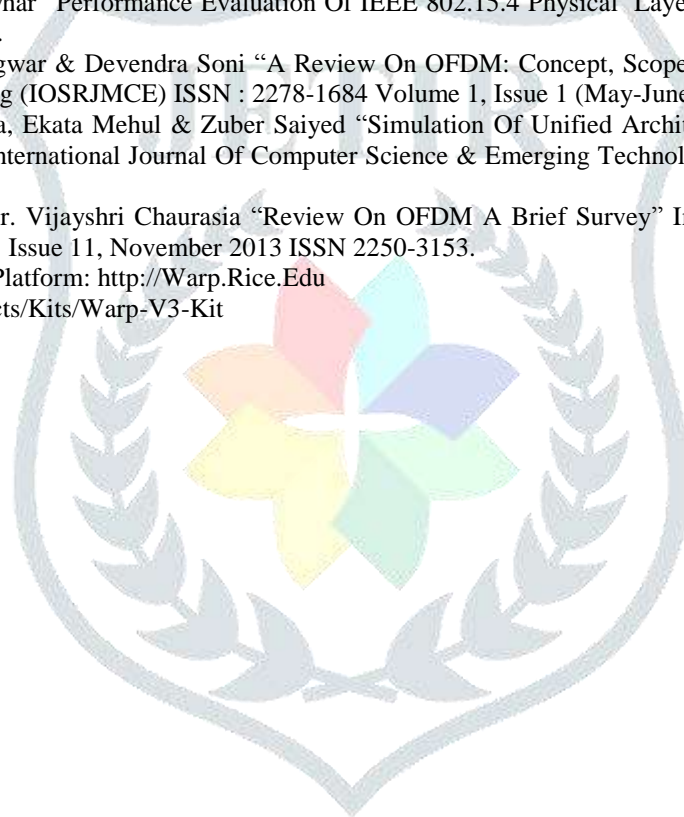 Performance Evaluation Of IEEE 802.15.4 Physical Laye
gwar & Devendra Soni “A Review On OFDM: Concept, Scope
g (IOSRJMCE) ISSN : 2278-1684 Volume 1, Issue 1 (May-June
a, Ekata Mehul & Zuber Saiyed “Simulation Of Unified Archit
nternational Journal Of Computer Science & Emerging Technol
r. Vijayshri Chaurasia “Review On OFDM A Brief Survey” In
Issue 11, November 2013 ISSN 2250-3153.
Platform: http://Warp.Rice.Edu
cts/Kits/Warp-V3-Kit
JETIR